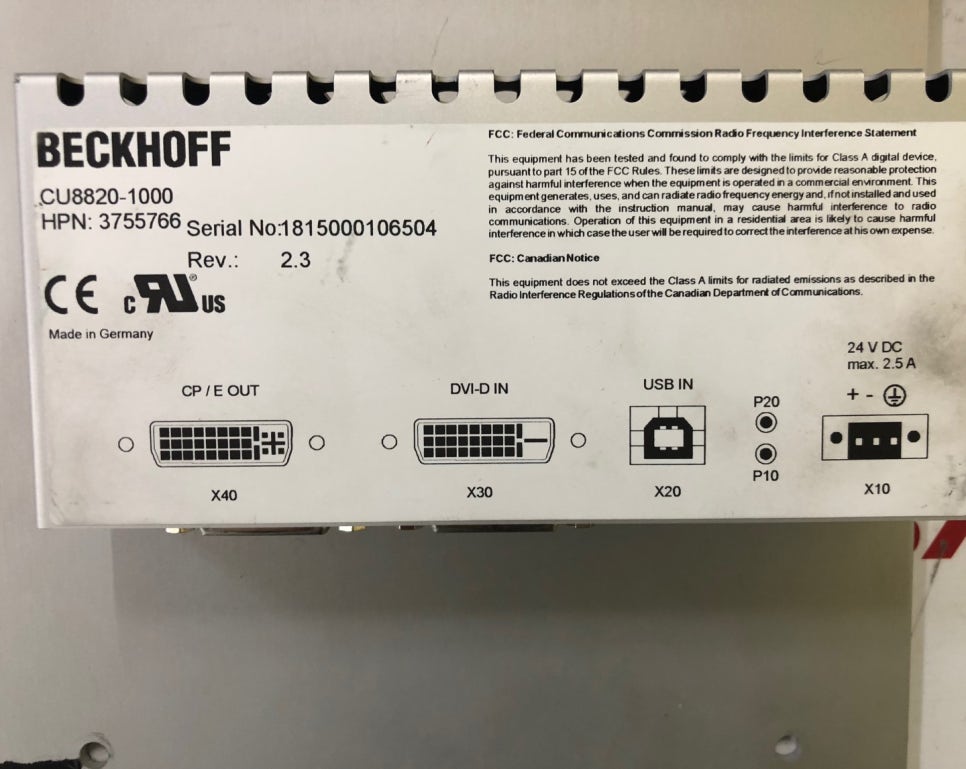 BECKHOFF
CU8820-1000
HPN: 3755766
Serial No:1815000106504
Rev.: 2.3
CE cRU®US
Made in Germany
FCC: Federal Communications Commission Radio Frequency Interference Statement
This equipment has been tested and found to comply with the limits for Class A digital device,
pursuant to part 15 of the FCC Rules. These limits are designed to provide reasonable protection
against harmful interference when the equipment is operated in a commercial environment. This
equipment generates, uses, and can radiate radio frequency energy and, if not installed and used
in accordance with the instruction manual, may cause harmful interference to radio
communications. Operation of this equipment in a residential area is likely to cause harmful
interference in which case the user will be required to correct the interference at his own expense.
FCC: Canadian Notice
This equipment does not exceed the Class A limits for radiated emissions as described in the
Radio Interference Regulations of the Canadian Department of Communications.
CP / E OUT
X40
DVI-D IN
X30
USB IN
X20
P20
P10
24 V DC
max. 2.5 A
+ -
X10